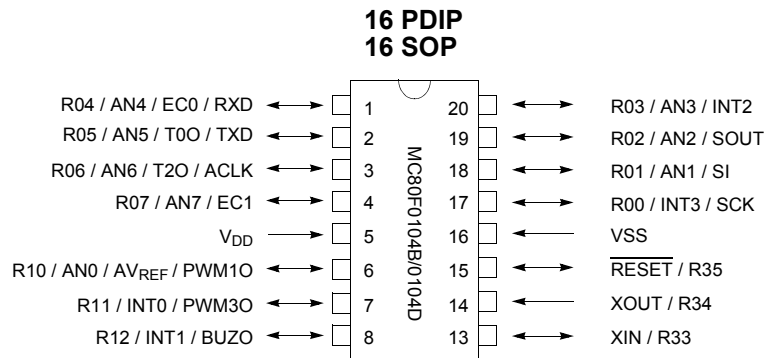 16 PDIP
16 SOP
R04 / AN4 / EC0 / RXD 1 20 R03 / AN3 / INT2
R05 / AN5 / T0O / TXD 2 19 R02 / AN2 / SOUT
R06 / AN6 / T2O / ACLK 3 18 R01 / AN1 / SI
R07 / AN7 / EC1 4 17 R00 / INT3 / SCK
VDD 5 16 VSS
R10 / AN0 / AVREF / PWM1O 6 15 RESET / R35
R11 / INT0 / PWM3O 7 14 XOUT / R34
R12 / INT1 / BUZO 8 13 XIN / R33
MC80F0104B/0104D